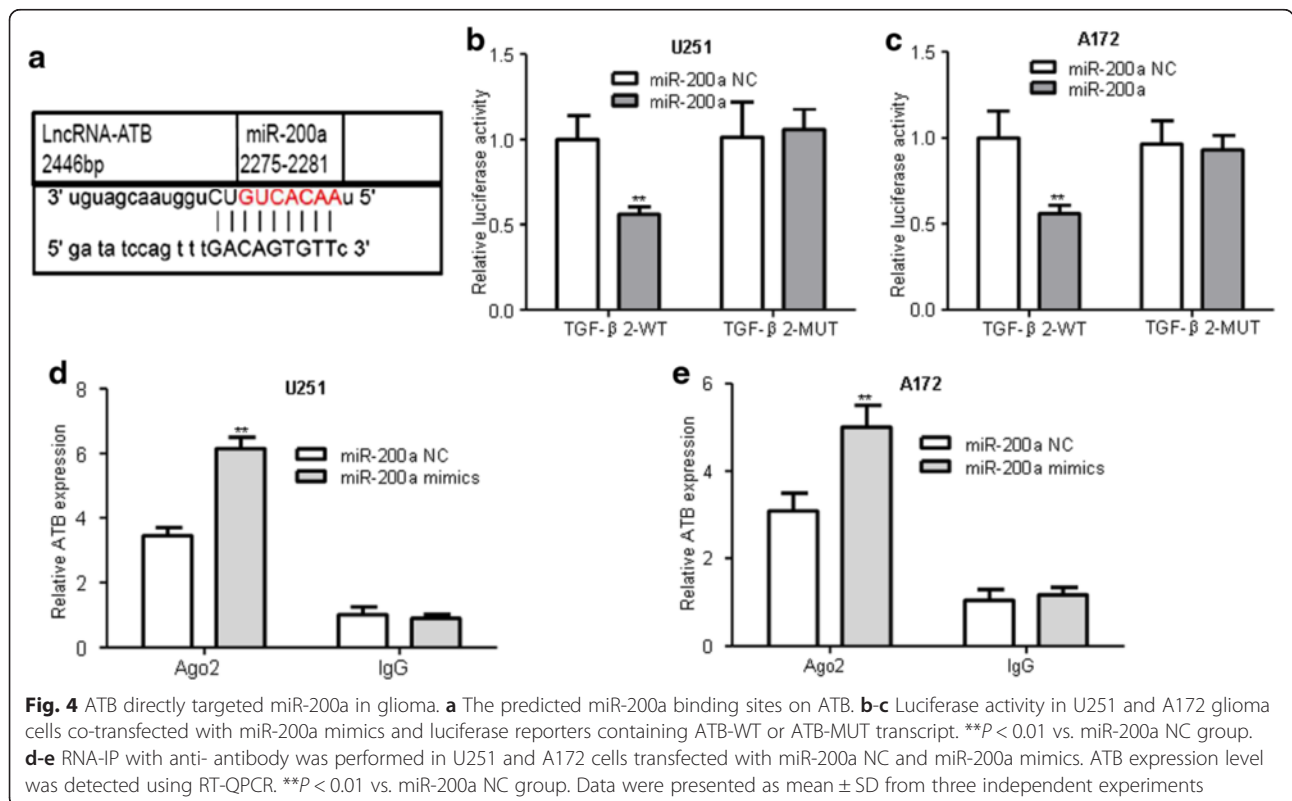 a
LncRNA-ATB miR-200a
2446bp 2275-2281
3' uguagcaaugguCUGUCACAAu 5'
5' ga ta tccag t t tGACAGTGTTc 3'
b
U251
miR-200a NC
miR-200a
Relative luciferase activity
1.5
1.0
0.5
0.0
**
TGF-β 2-WT TGF-β 2-MUT
c
A172
miR-200a NC
miR-200a
Relative luciferase activity
1.5
1.0
0.5
0.0
**
TGF-β 2-WT TGF-β 2-MUT
d
U251
miR-200a NC
miR-200a mimics
Relative ATB expression
8
6
4
2
0
**
Ago2 IgG
e
A172
miR-200a NC
miR-200a mimics
Relative ATB expression
6
4
2
0
**
Ago2 IgG
Fig. 4 ATB directly targeted miR-200a in glioma. a The predicted miR-200a binding sites on ATB. b-c Luciferase activity in U251 and A172 glioma
cells co-transfected with miR-200a mimics and luciferase reporters containing ATB-WT or ATB-MUT transcript. **P < 0.01 vs. miR-200a NC group.
d-e RNA-IP with anti- antibody was performed in U251 and A172 cells transfected with miR-200a NC and miR-200a mimics. ATB expression level
was detected using RT-QPCR. **P < 0.01 vs. miR-200a NC group. Data were presented as mean ± SD from three independent experiments